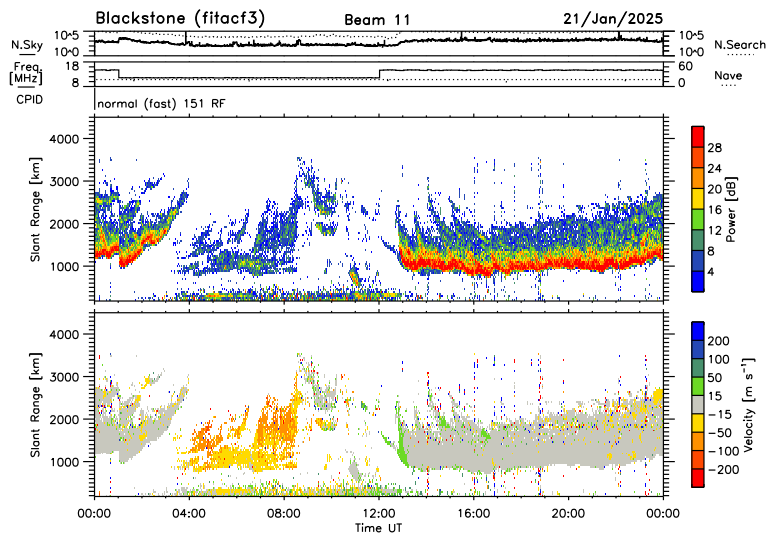 Blackstone (fitacf3) Beam 11 21/Jan/2025
N.Sky 10^5 10^0 10^5 10^0 N.Search
Freq. [MHz] 18 8 60 0 Nave
CPID normal (fast) 151 RF
Slant Range [km]
4000
3000
2000
1000
Power [dB]
28
24
20
16
12
8
4
Slant Range [km]
4000
3000
2000
1000
Velocity [m s⁻¹]
200
100
50
15
−15
−50
−100
−200
00:00 04:00 08:00 12:00 16:00 20:00 00:00
Time UT